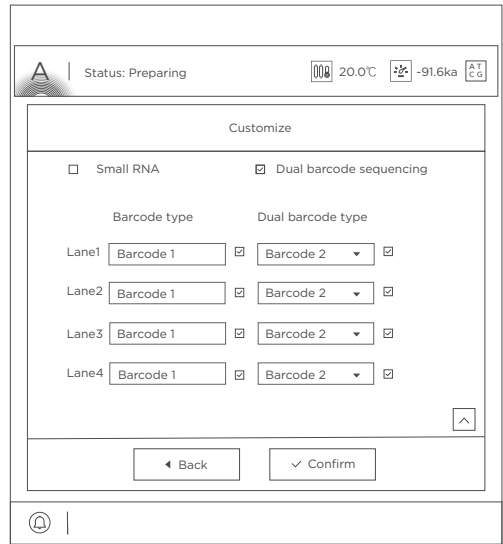 A | Status: Preparing 20.0℃ -91.6ka A T C G
Customize
Small RNA Dual barcode sequencing
Barcode type Dual barcode type
Lane1 Barcode 1 Barcode 2
Lane2 Barcode 1 Barcode 2
Lane3 Barcode 1 Barcode 2
Lane4 Barcode 1 Barcode 2
Back Confirm